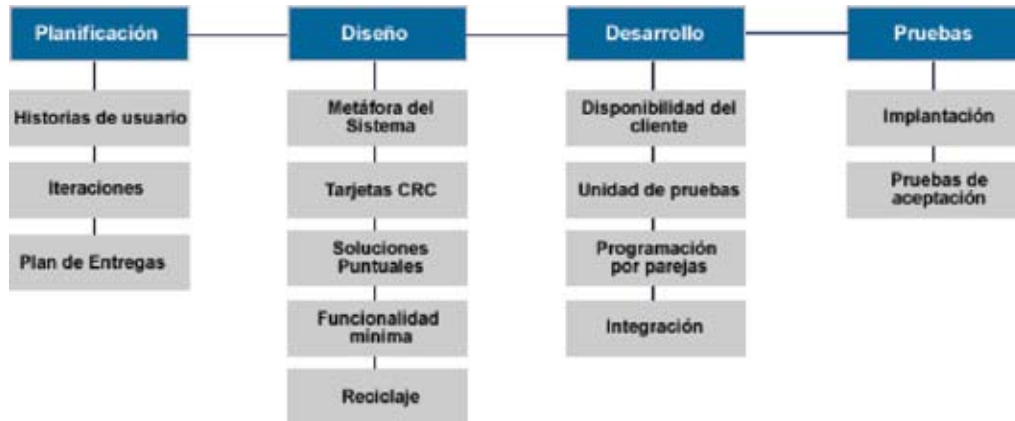 Planificación
Historias de usuario
Iteraciones
Plan de Entregas
Diseño
Metáfora del
Sistema
Tarjetas CRC
Soluciones
Puntuales
Funcionalidad
mínima
Reciclaje
Desarrollo
Disponibilidad del
cliente
Unidad de pruebas
Programación
por parejas
Integración
Pruebas
Implantación
Pruebas de
aceptación